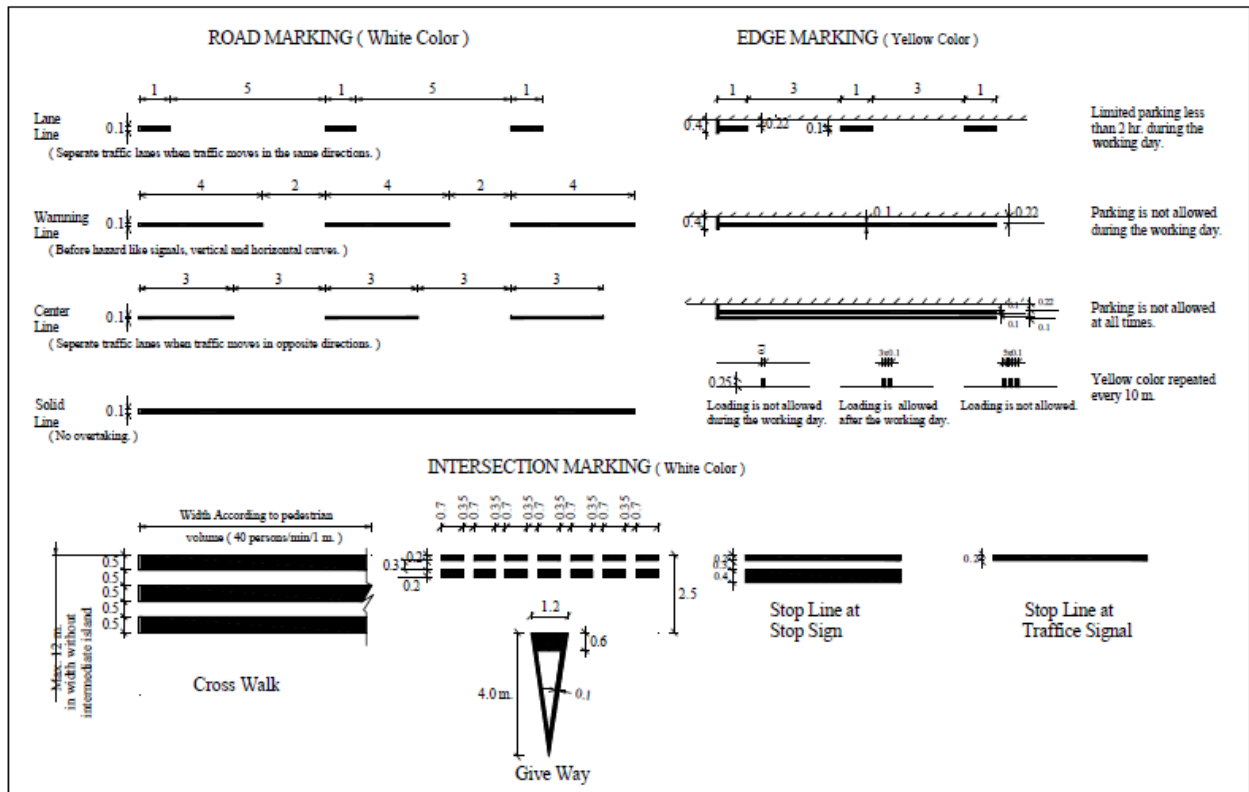 ROAD MARKING ( White Color )
1 5 1 5 1
Lane
Line
0.1
( Seperate traffic lanes when traffic moves in the same directions. )
4 2 4 2 4
Warnning
Line
0.1
( Before hazard like signals, vertical and horizontal curves. )
3 3 3 3 3
Center
Line
0.1
( Seperate traffic lanes when traffic moves in opposite directions. )
Solid
Line
0.1
( No overtaking. )
EDGE MARKING ( Yellow Color )
1 3 1 3 1
0.4 0.22 0.1
Limited parking less
than 2 hr. during the
working day.
0.4 0.1 0.22
Parking is not allowed
during the working day.
0.1 0.22
0.1 0.1
Parking is not allowed
at all times.
3x0.1 5x0.1
0.25
Loading is not allowed
during the working day.
Loading is allowed
after the working day.
Loading is not allowed.
Yellow color repeated
every 10 m.
INTERSECTION MARKING ( White Color )
Width According to pedestrian
volume ( 40 persons/min/1 m. )
0.5
0.5
0.5
0.5
0.5
Max. 12 m.
in width without
intermediate island
Cross Walk
0.7 0.35 0.7 0.35 0.7 0.35 0.7 0.35 0.7 0.35 0.7 0.35 0.7
0.2
0.3
0.2
2.5
1.2
0.6
4.0 m.
0.1
Give Way
0.2
0.3
0.4
Stop Line at
Stop Sign
0.2
Stop Line at
Traffice Signal